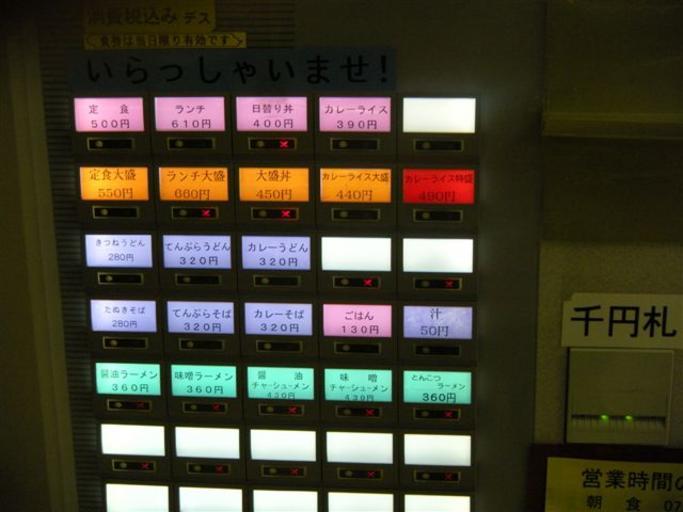 消費税込み デス
食券は当日限り有効です
いらっしゃいませ!
定食 ランチ 日替り丼 カレーライス
500円 610円 400円 390円
定食大盛 ランチ大盛 大盛丼 カレーライス大盛 カレーライス特盛
550円 660円 450円 440円 490円
きつねうどん てんぷらうどん カレーうどん
280円 320円 320円
たぬきそば てんぷらそば カレーそば ごはん 汁
280円 320円 320円 130円 50円
千円札
醤油ラーメン 味噌ラーメン 醤油 味噌 とんこつ
チャーシューメン チャーシューメン ラーメン
360円 360円 430円 430円 360円
営業時間の
朝食 07